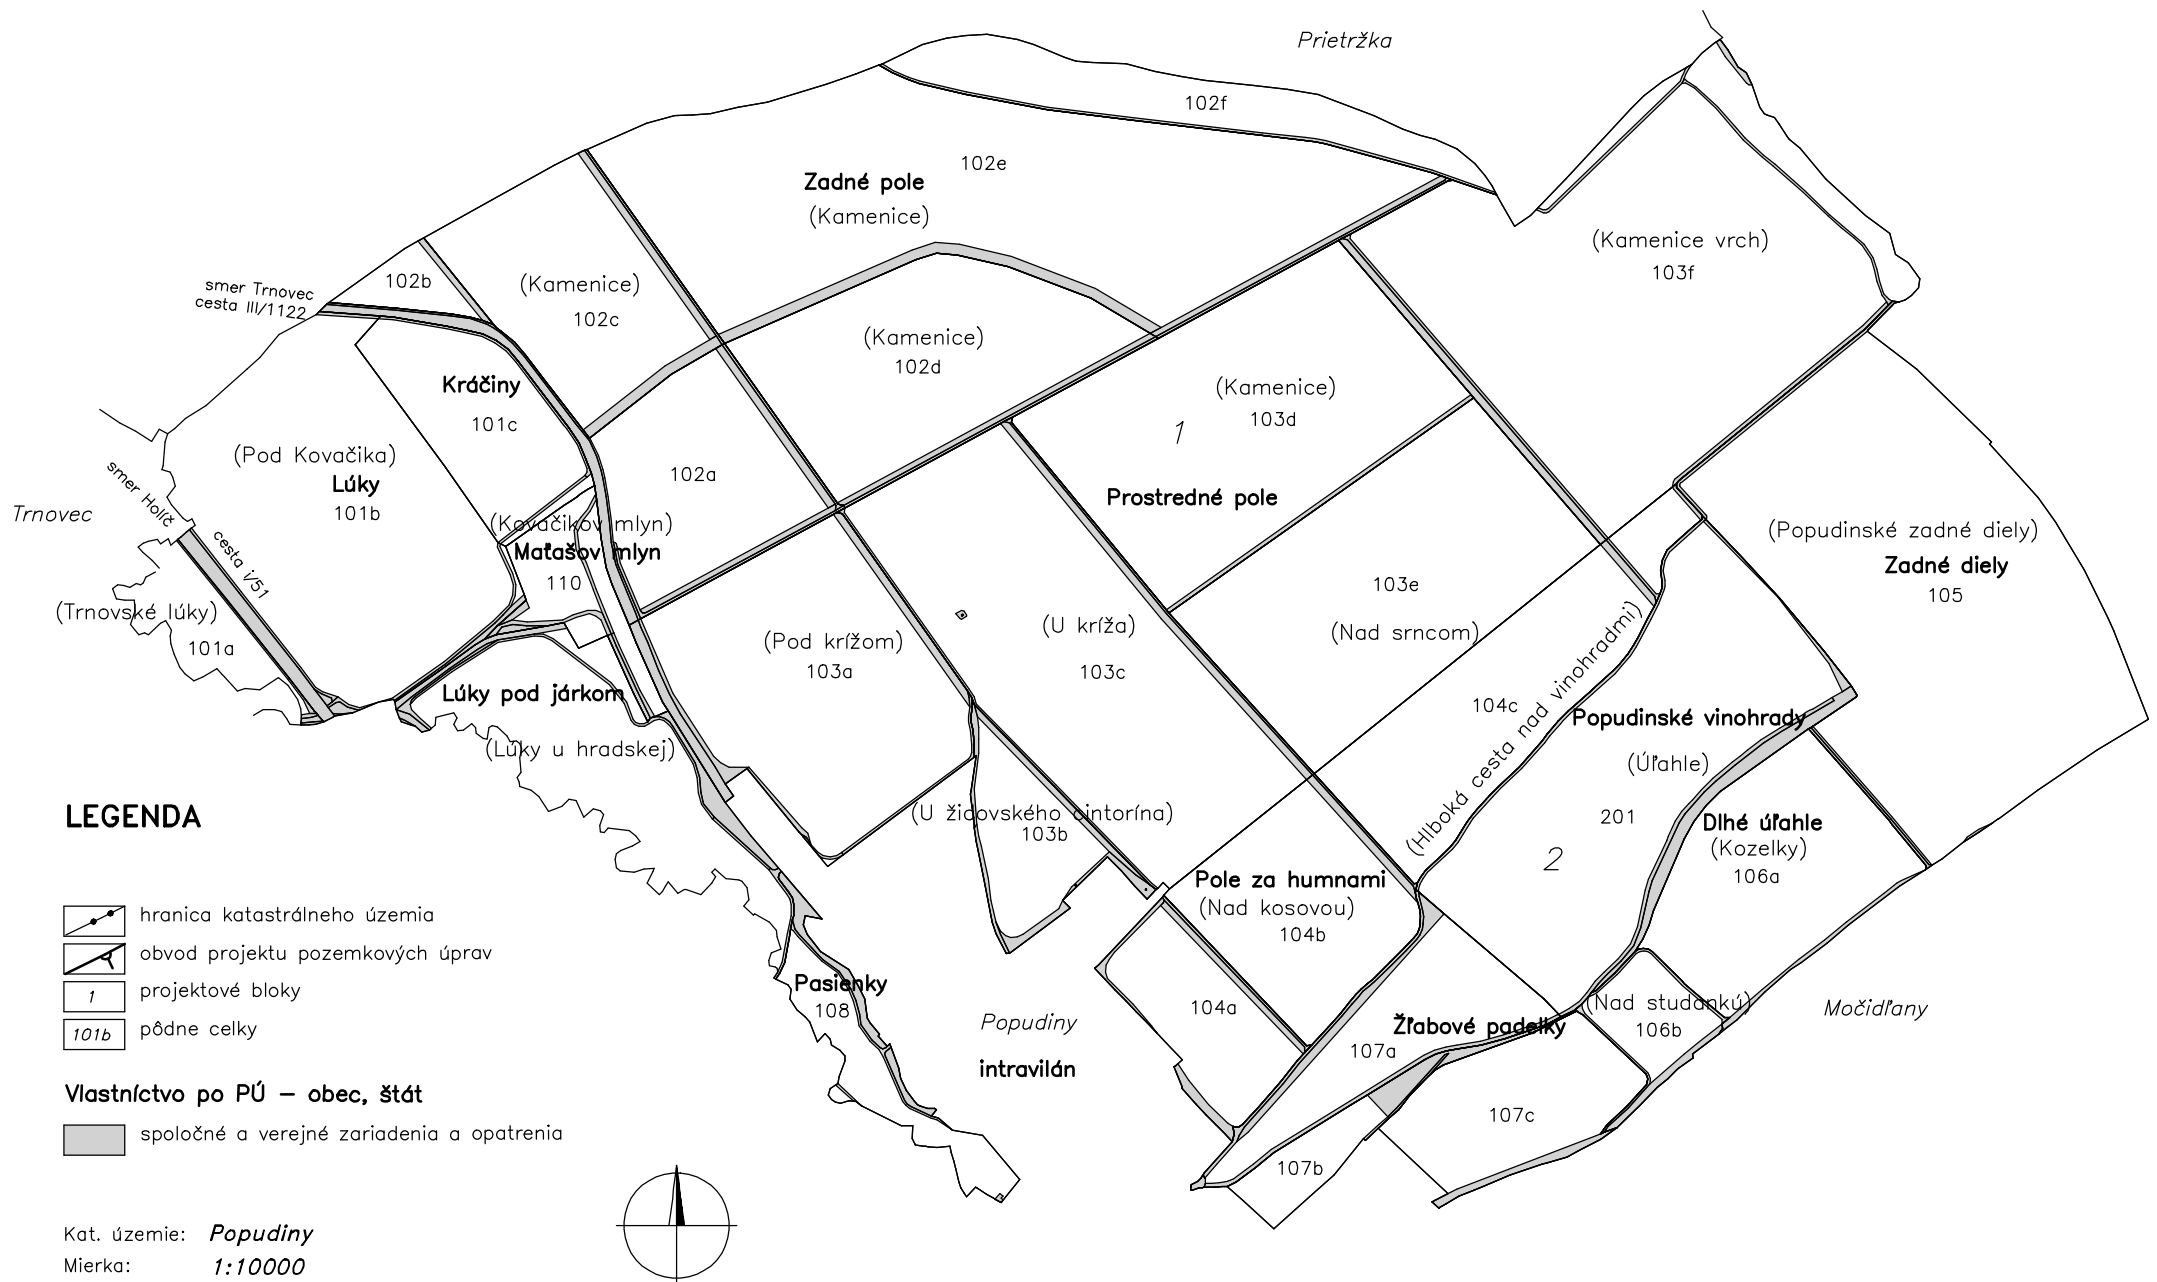 Prietržka
102f
102e
Zadné pole
(Kamenice)
(Kamenice vrch)
103f
102b
smer Trnovec
cesta III/1122
(Kamenice)
102c
(Kamenice)
102d
Kráčiny
101c
(Kamenice)
103d
1
Prostredné pole
(Pod Kovačika)
Lúky
101b
102a
smer Holíč
cesta i/51
Trnovec
(Kovačikov mlyn)
Maťašov mlyn
110
(Popudinské zadné diely)
Zadné diely
105
(Trnovské lúky)
101a
103e
(Nad srncom)
(U kríža)
103c
(Pod krížom)
103a
Lúky pod járkom
(Lúky u hradskej)
104c
(Hlboká cesta nad vinohradmi)
Popudinské vinohrady
(Úľahle)
201
2
(U židovského cintorína)
103b
Dlhé úľahle
(Kozelky)
106a
Pole za humnami
(Nad kosovou)
104b
Pasienky
108
104a
Popudiny
intravilán
(Nad studánkú)
106b
Močidľany
Žľabové padelky
107a
107c
107b
LEGENDA
hranica katastrálneho územia
obvod projektu pozemkových úprav
1 projektové bloky
101b pôdne celky
Vlastníctvo po PÚ – obec, štát
spoločné a verejné zariadenia a opatrenia
Kat. územie: Popudiny
Mierka: 1:10000